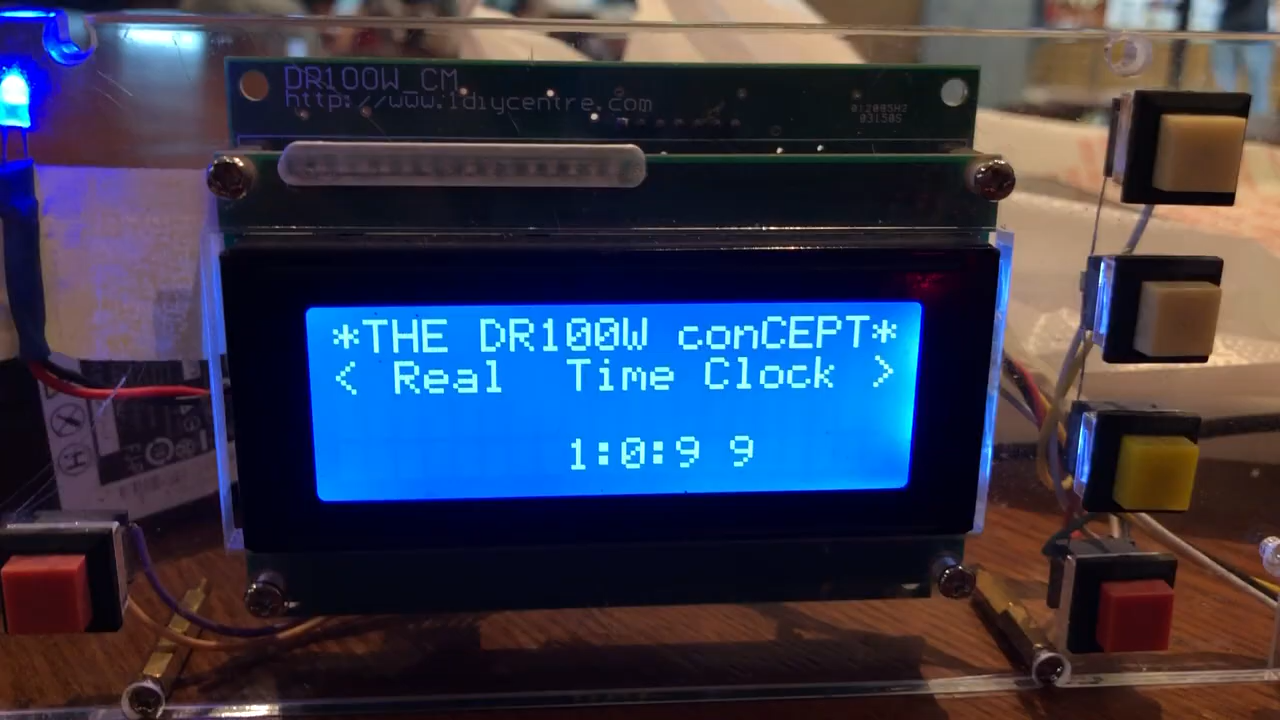 DR100W_CM
http://www.1diycentre.com
*THE DR100W conCEPT*
< Real  Time Clock >
1:0:9 9